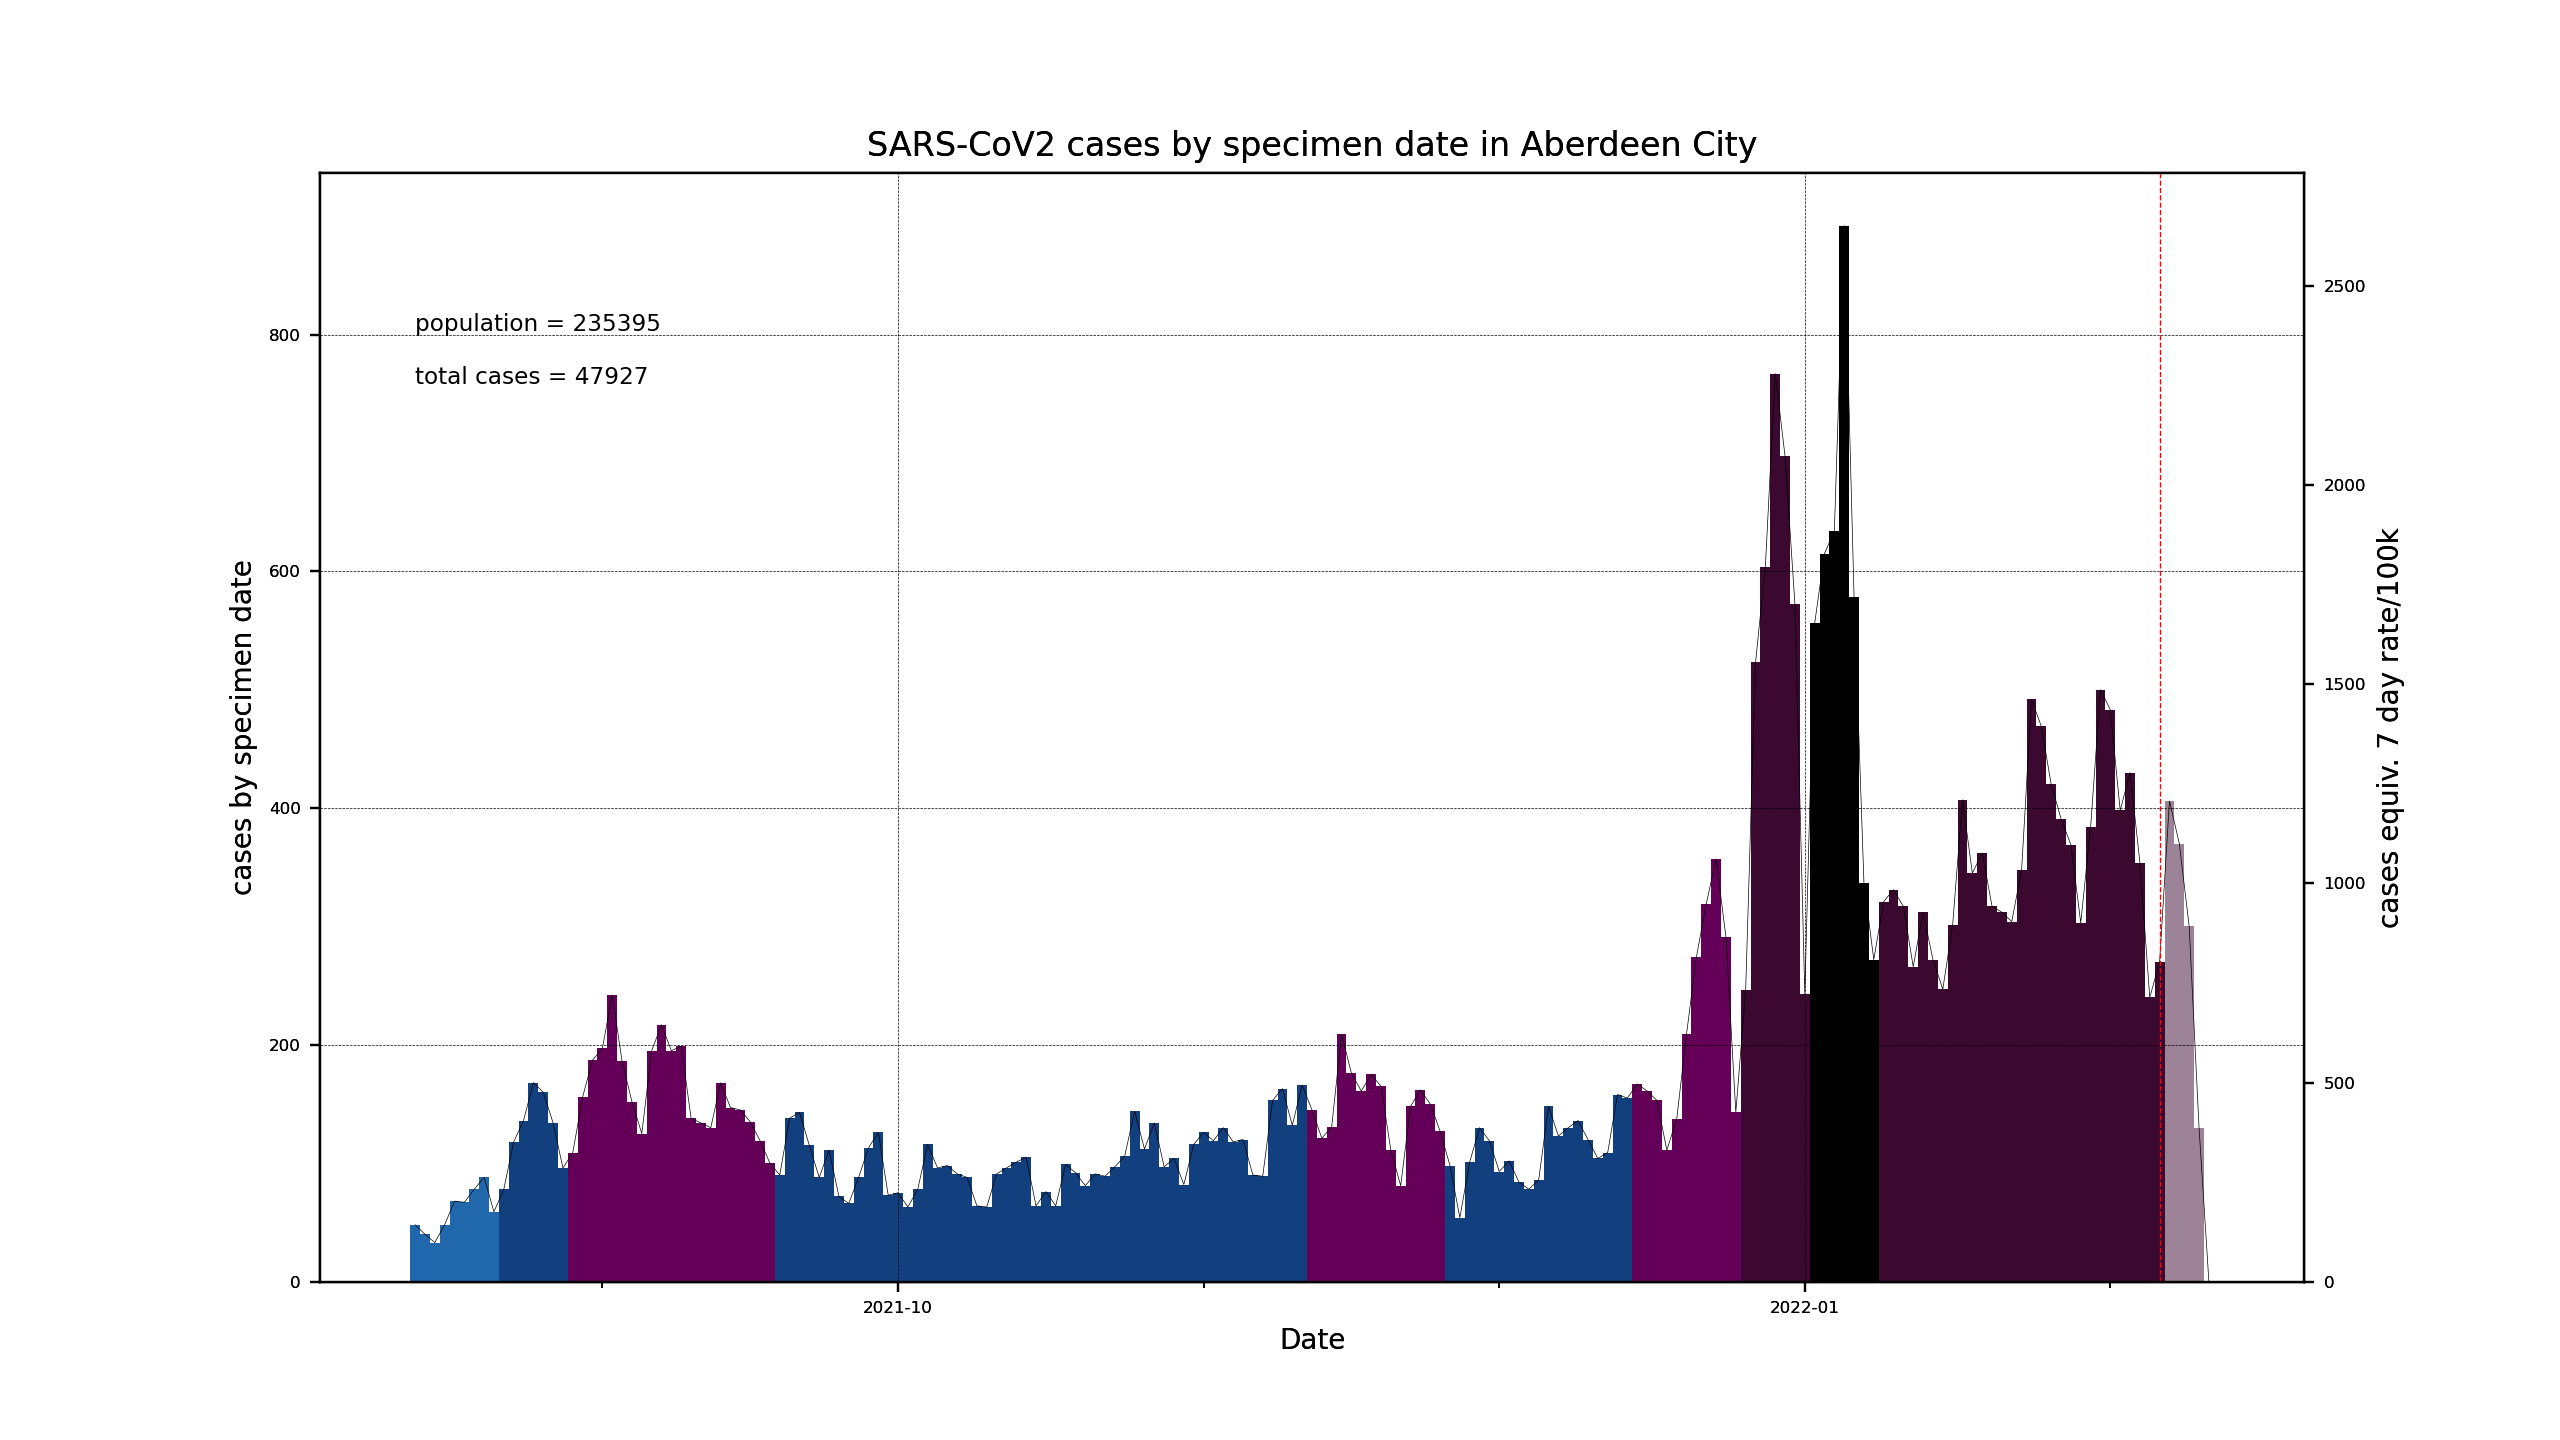 SARS-CoV2 cases by specimen date in Aberdeen City
population = 235395
total cases = 47927
cases by specimen date
800
600
400
200
0
2500
2000
1500
1000
500
0
cases equiv. 7 day rate/100k
2021-10
2022-01
Date